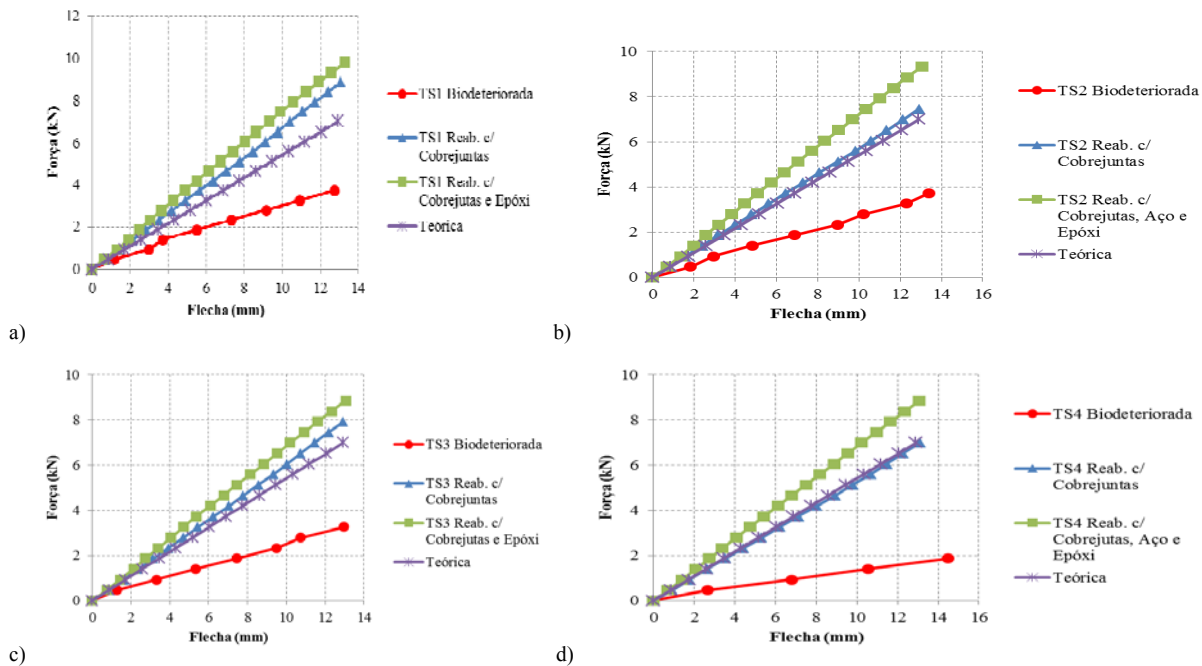 12
10
8
6
4
2
0
Força (kN)
0 2 4 6 8 10 12 14
Flecha (mm)
TS1 Biodeteriorada
TS1 Reab. c/
Cobrejuntas
TS1 Reab. c/
Cobrejutas e Epóxi
Teórica
a)
10
8
6
4
2
0
Força (kN)
0 2 4 6 8 10 12 14 16
Flecha (mm)
TS2 Biodeteriorada
TS2 Reab. c/
Cobrejuntas
TS2 Reab. c/
Cobrejutas, Aço e
Epóxi
Teórica
b)
10
8
6
4
2
0
Força (kN)
0 2 4 6 8 10 12 14
Flecha (mm)
TS3 Biodeteriorada
TS3 Reab. c/
Cobrejuntas
TS3 Reab. c/
Cobrejutas e Epóxi
Teórica
c)
10
8
6
4
2
0
Força (kN)
0 2 4 6 8 10 12 14 16
Flecha (mm)
TS4 Biodeteriorada
TS4 Reab. c/
Cobrejuntas
TS4 Reab. c/
Cobrejutas, Aço e
Epóxi
Teórica
d)